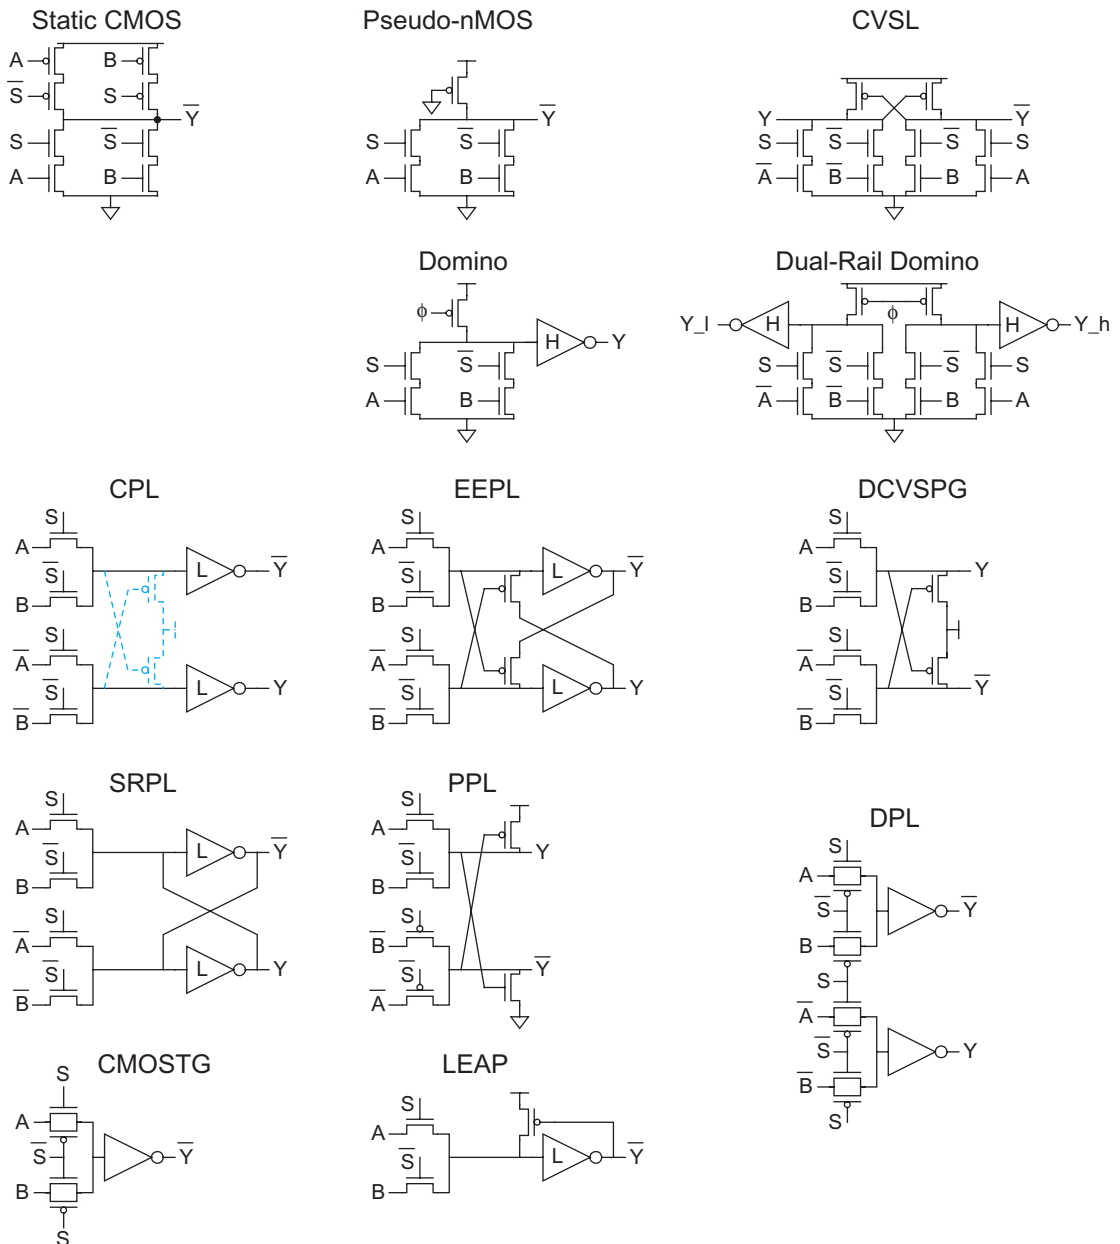 Static CMOS
Pseudo-nMOS
CVSL
A B
S̅ S Y̅
S S̅
A B
Y̅
S S̅
A B
Y Y̅
S S̅ S̅ S
A̅ B̅ B A
Domino
Dual-Rail Domino
ϕ
H Y
S S̅
A B
Y_l H ϕ H Y_h
S S̅ S̅ S
A̅ B̅ B A
CPL
EEPL
DCVSPG
S
A
S̅ L Y̅
B
S
A̅
S̅ L Y
B̅
S
A
S̅ L Y̅
B
S
A̅
S̅ L Y
B̅
S
A
S̅ Y
B
S
A̅
S̅ Y̅
B̅
SRPL
PPL
DPL
S
A
S̅ L Y̅
B
S
A̅
S̅ L Y
B̅
S
A
S̅ Y
B
S
B̅
S̅ Y̅
A̅
S
A
S̅ Y̅
B
S
A̅
S̅ Y
B̅
S
CMOSTG
LEAP
S
A
S̅ Y̅
B
S
S
A
S̅ L Y̅
B